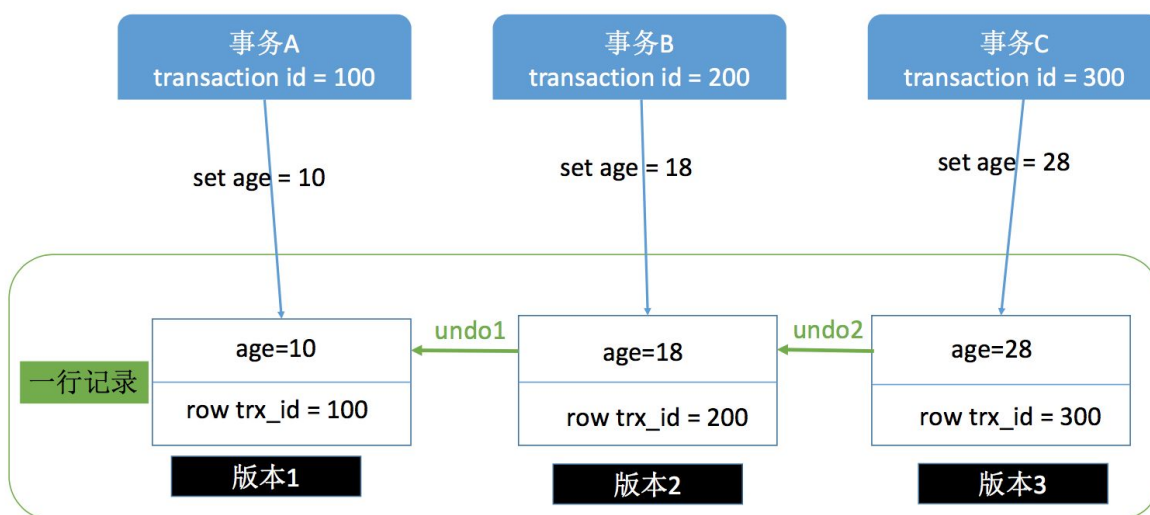 事务A
transaction id = 100
事务B
transaction id = 200
事务C
transaction id = 300
set age = 10
set age = 18
set age = 28
undo1
undo2
age=10
age=18
age=28
一行记录
row trx_id = 100
row trx_id = 200
row trx_id = 300
版本1
版本2
版本3